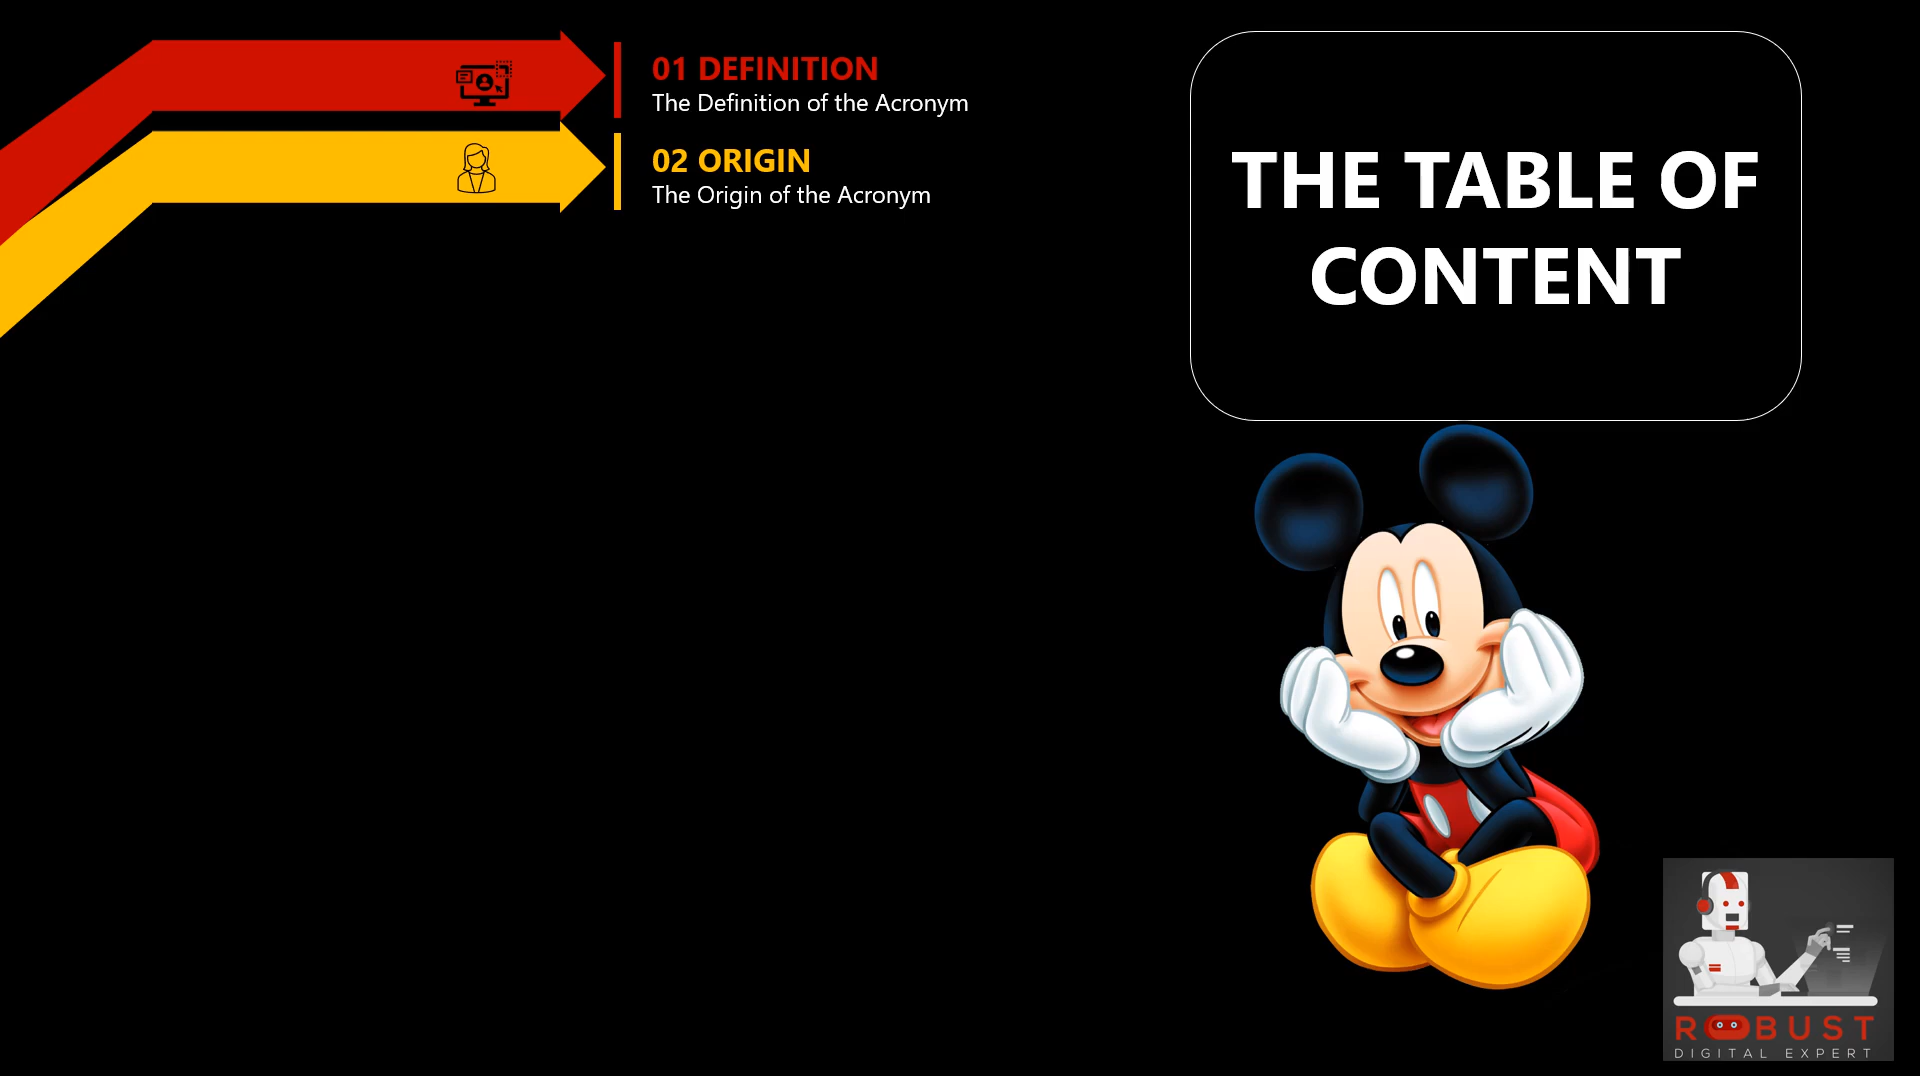 01 DEFINITION
The Definition of the Acronym
02 ORIGIN
The Origin of the Acronym
THE TABLE OF
CONTENT
ROBUST
DIGITAL EXPERT